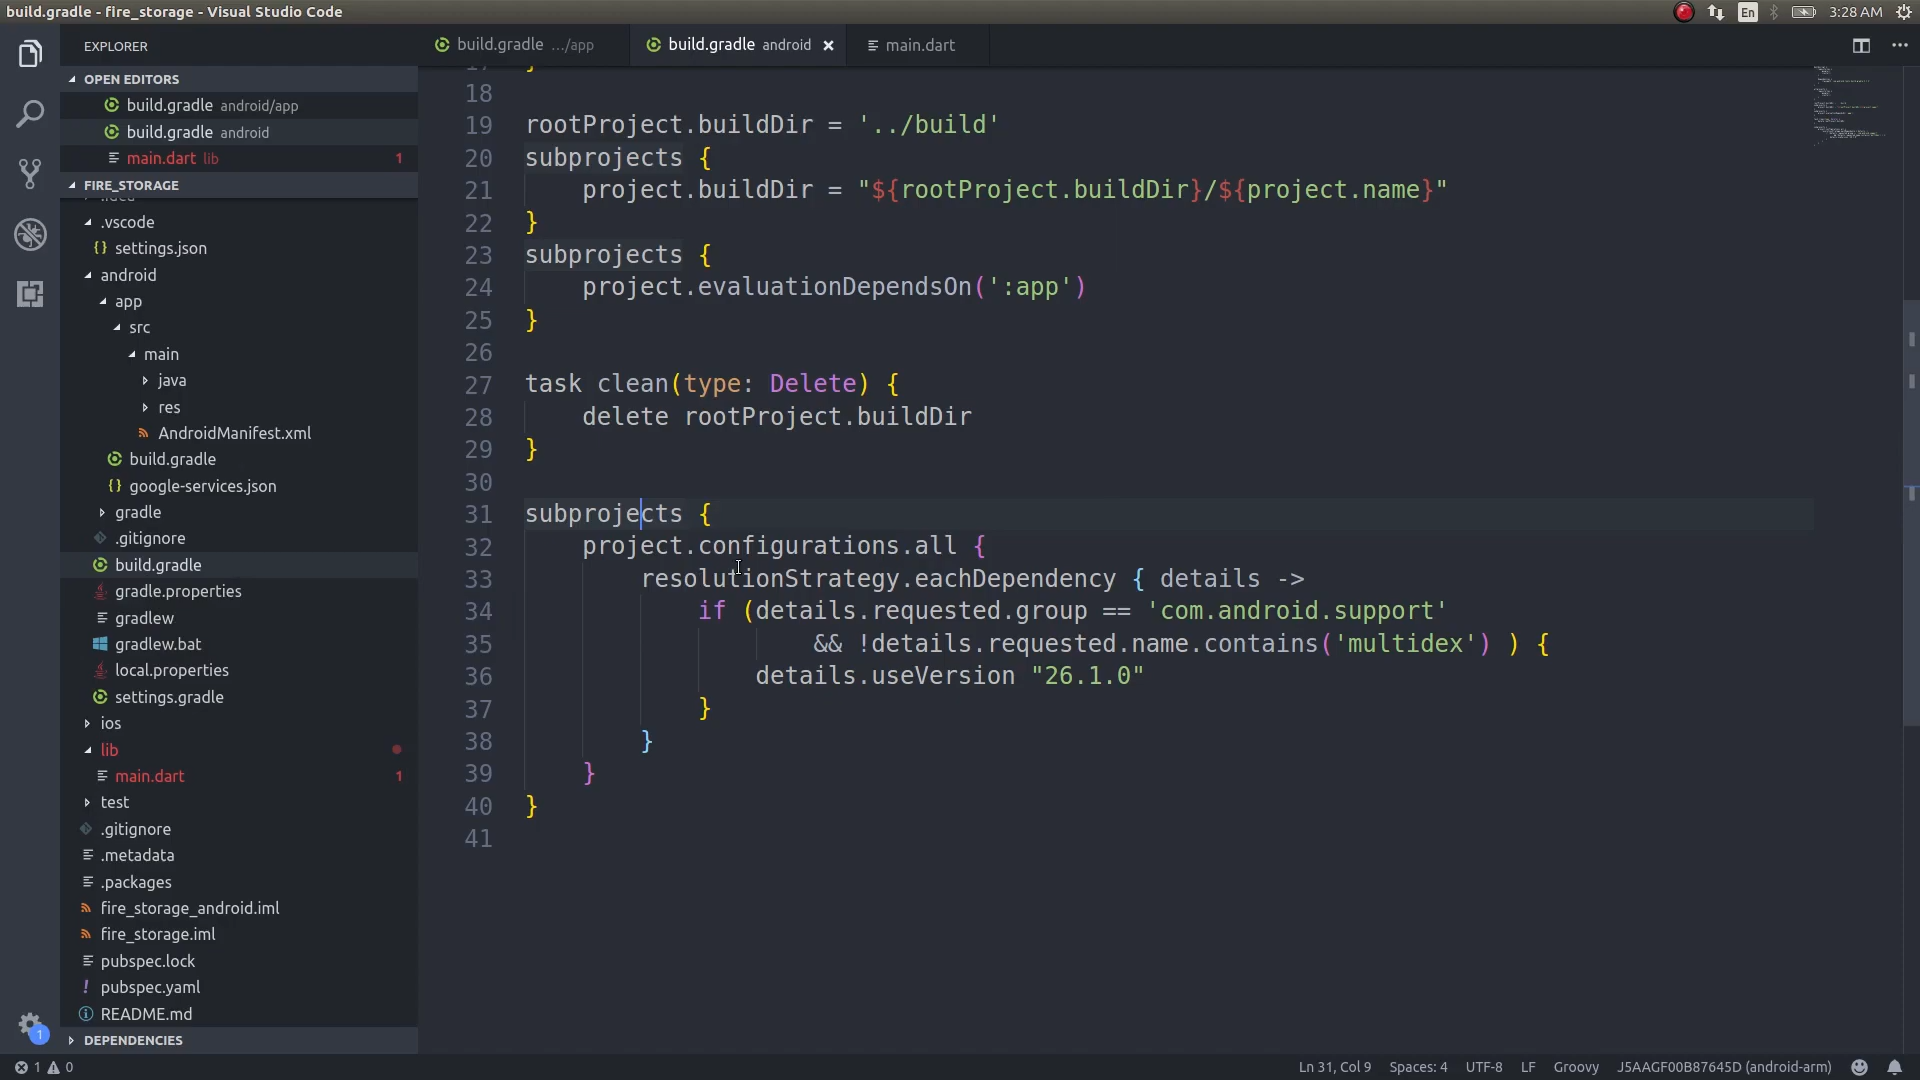 build.gradle - fire_storage - Visual Studio Code
En
3:28 AM
EXPLORER
OPEN EDITORS
build.gradle android/app
build.gradle android
main.dart lib 1
FIRE_STORAGE
.vscode
{} settings.json
android
app
src
main
java
res
AndroidManifest.xml
build.gradle
{} google-services.json
gradle
.gitignore
build.gradle
gradle.properties
gradlew
gradlew.bat
local.properties
settings.gradle
ios
lib
main.dart 1
test
.gitignore
.metadata
.packages
fire_storage_android.iml
fire_storage.iml
pubspec.lock
! pubspec.yaml
README.md
DEPENDENCIES
1
build.gradle .../app
build.gradle android ×
main.dart
17 }
18
19 rootProject.buildDir = '../build'
20 subprojects {
21 project.buildDir = "${rootProject.buildDir}/${project.name}"
22 }
23 subprojects {
24 project.evaluationDependsOn(':app')
25 }
26
27 task clean(type: Delete) {
28 delete rootProject.buildDir
29 }
30
31 subprojects {
32 project.configurations.all {
33 resolutionStrategy.eachDependency { details ->
34 if (details.requested.group == 'com.android.support'
35 && !details.requested.name.contains('multidex') ) {
36 details.useVersion "26.1.0"
37 }
38 }
39 }
40 }
41
1 0
Ln 31, Col 9 Spaces: 4 UTF-8 LF Groovy J5AAGF00B87645D (android-arm)